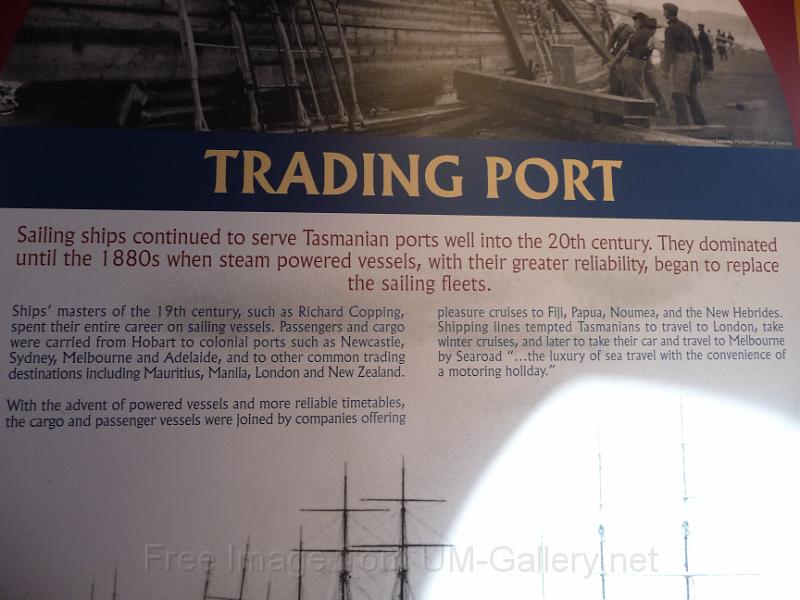 TRADING PORT
Sailing ships continued to serve Tasmanian ports well into the 20th century. They dominated
until the 1880s when steam powered vessels, with their greater reliability, began to replace
the sailing fleets.
Ships' masters of the 19th century, such as Richard Copping,
spent their entire career on sailing vessels. Passengers and cargo
were carried from Hobart to colonial ports such as Newcastle,
Sydney, Melbourne and Adelaide, and to other common trading
destinations including Mauritius, Manila, London and New Zealand.
With the advent of powered vessels and more reliable timetables,
the cargo and passenger vessels were joined by companies offering
pleasure cruises to Fiji, Papua, Noumea, and the New Hebrides.
Shipping lines tempted Tasmanians to travel to London, take
winter cruises, and later to take their car and travel to Melbourne
by Searoad "...the luxury of sea travel with the convenience of
a motoring holiday."
Free Image from UM-Gallery.net